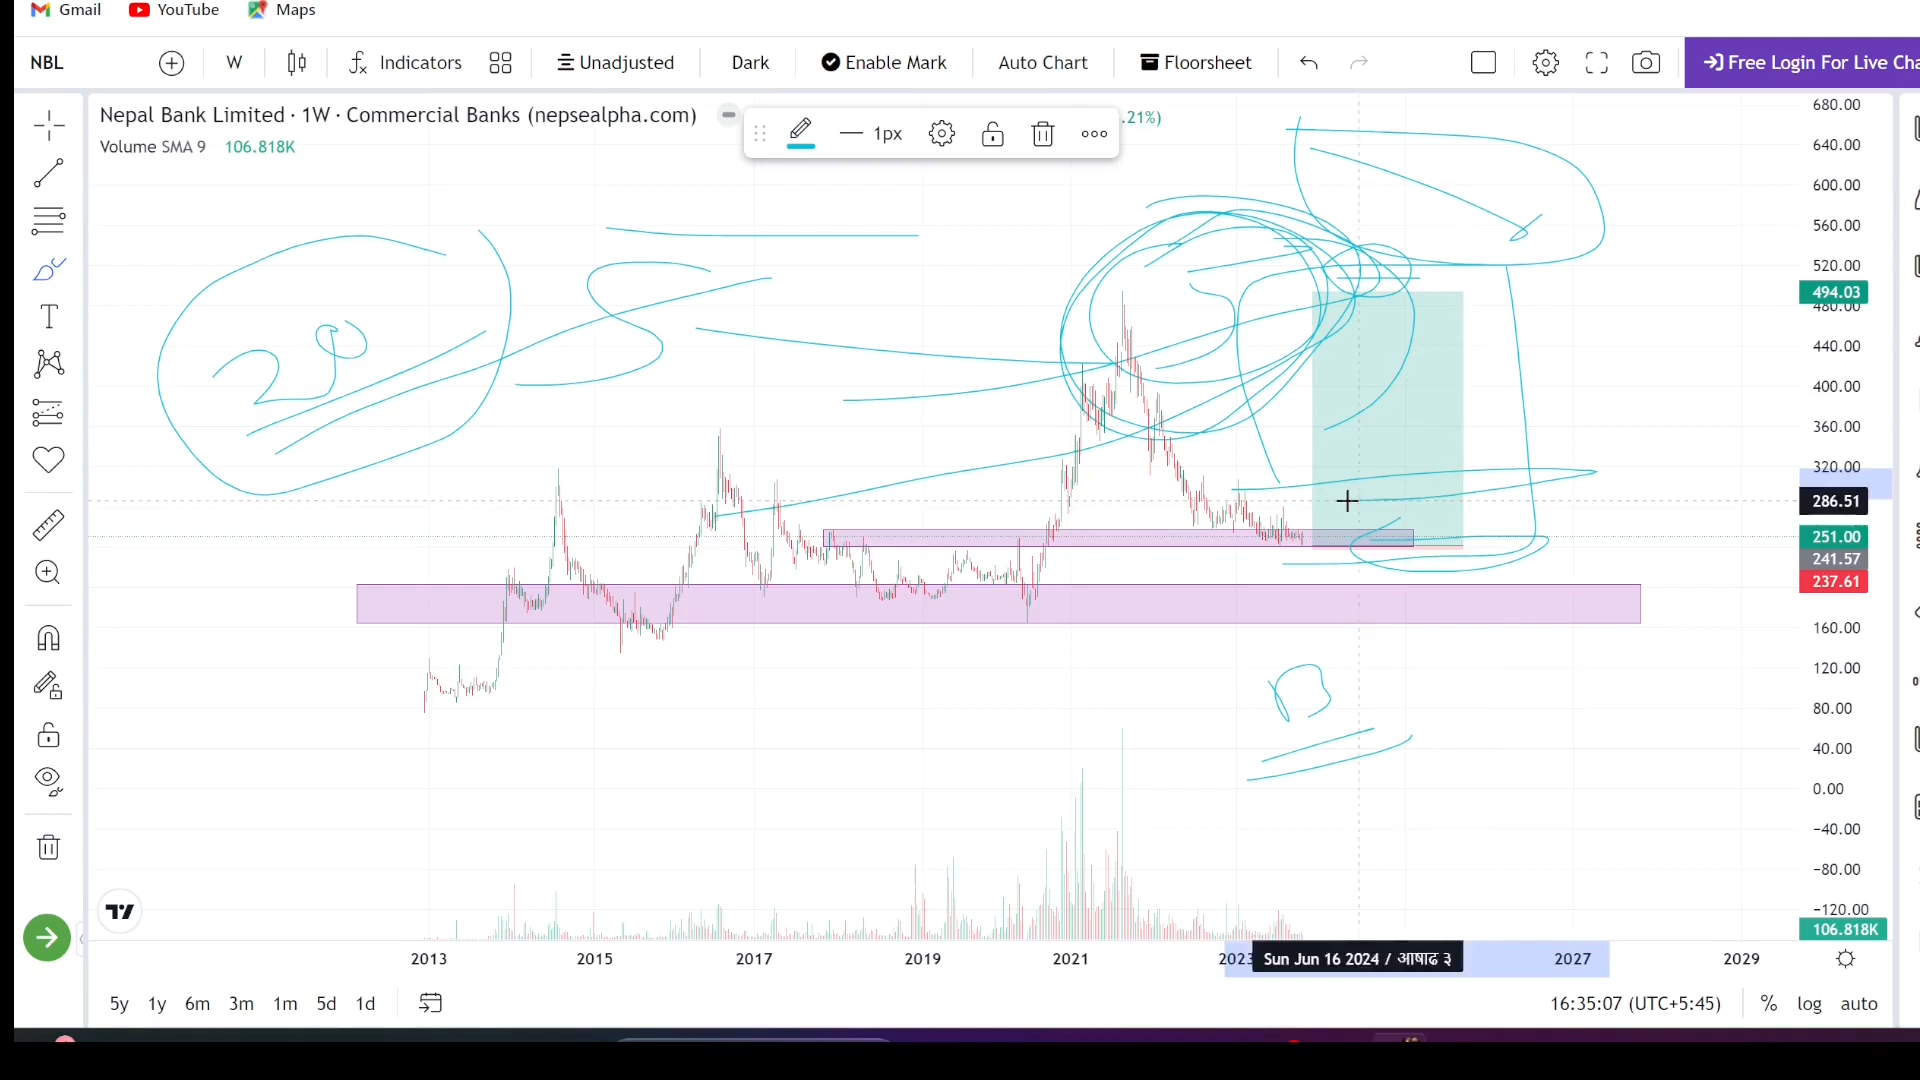 Gmail YouTube Maps
NBL W Indicators Unadjusted Dark Enable Mark Auto Chart Floorsheet Free Login For Live Cha
Nepal Bank Limited · 1W · Commercial Banks (nepsealpha.com) .21%)
1px
Volume SMA 9 106.818K
680.00
640.00
600.00
560.00
520.00
494.03
480.00
440.00
400.00
360.00
320.00
286.51
251.00
241.57
237.61
160.00
120.00
80.00
40.00
0.00
−40.00
−80.00
−120.00
106.818K
20
B
2013 2015 2017 2019 2021 2023 Sun Jun 16 2024 / आषाढ ३ 2027 2029
5y 1y 6m 3m 1m 5d 1d 16:35:07 (UTC+5:45) % log auto